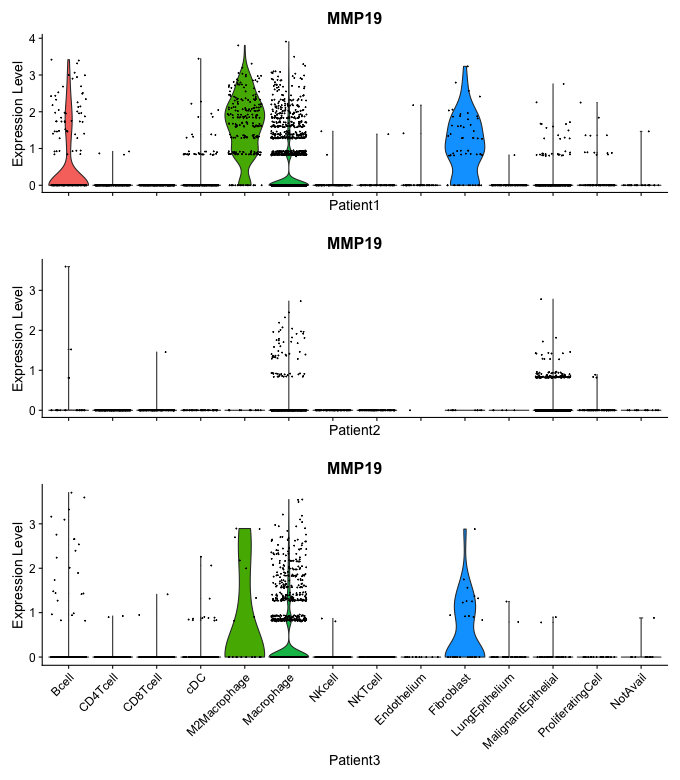 MMP19
Expression Level
4
3
2
1
0
Patient1
MMP19
Expression Level
3
2
1
0
Patient2
MMP19
Expression Level
3
2
1
0
Bcell
CD4Tcell
CD8Tcell
cDC
M2Macrophage
Macrophage
NKcell
NKTcell
Endothelium
Fibroblast
LungEpithelium
MalignantEpithelial
ProliferatingCell
NotAvail
Patient3